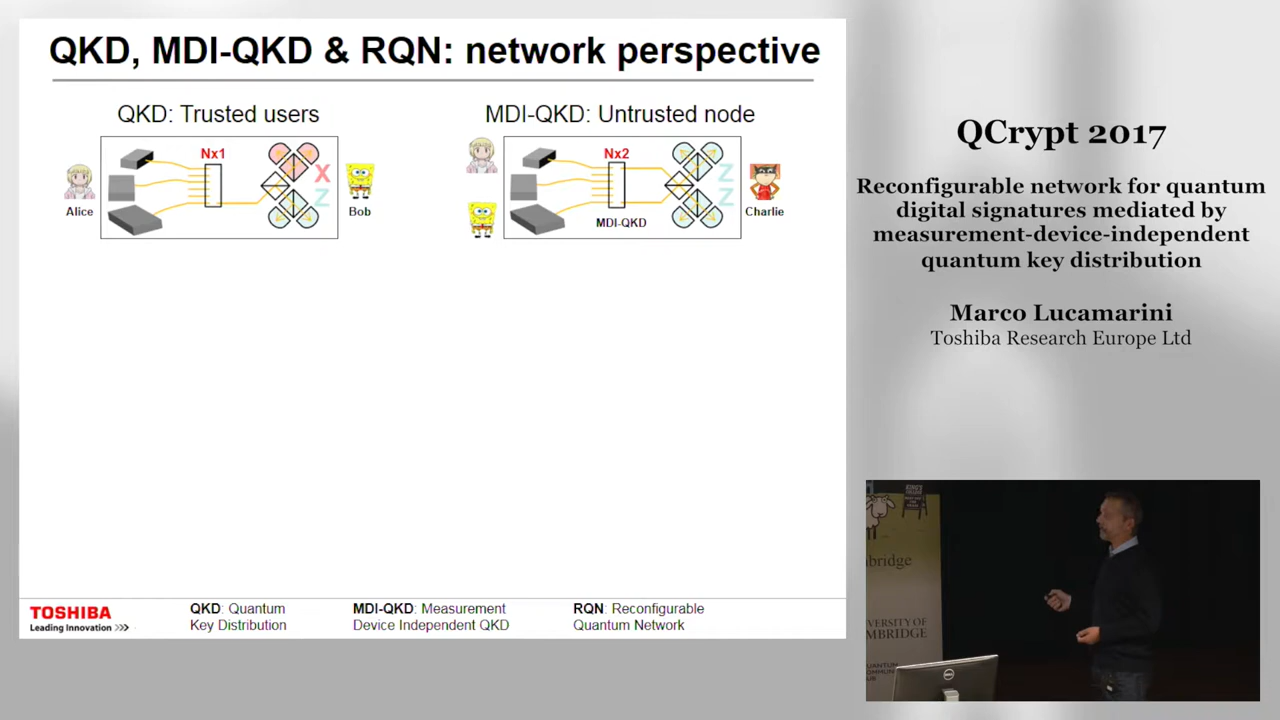 QKD, MDI-QKD & RQN: network perspective
QKD: Trusted users
Nx1
X
Z
Alice
Bob
MDI-QKD: Untrusted node
Nx2
Z
Z
MDI-QKD
Charlie
TOSHIBA
Leading Innovation >>>
QKD: Quantum
Key Distribution
MDI-QKD: Measurement
Device Independent QKD
RQN: Reconfigurable
Quantum Network
QCrypt 2017
Reconfigurable network for quantum
digital signatures mediated by
measurement-device-independent
quantum key distribution
Marco Lucamarini
Toshiba Research Europe Ltd
bridge
VERSITY OF
MBRIDGE
DELL